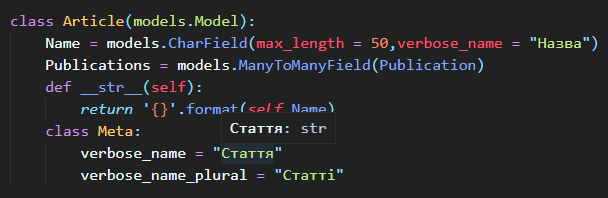 class Article(models.Model):
    Name = models.CharField(max_length = 50,verbose_name = "Назва")
    Publications = models.ManyToManyField(Publication)
    def __str__(self):
        return '{}'.format(self.Name)
    class Meta:
Стаття: str
        verbose_name = "Стаття"
        verbose_name_plural = "Статті"